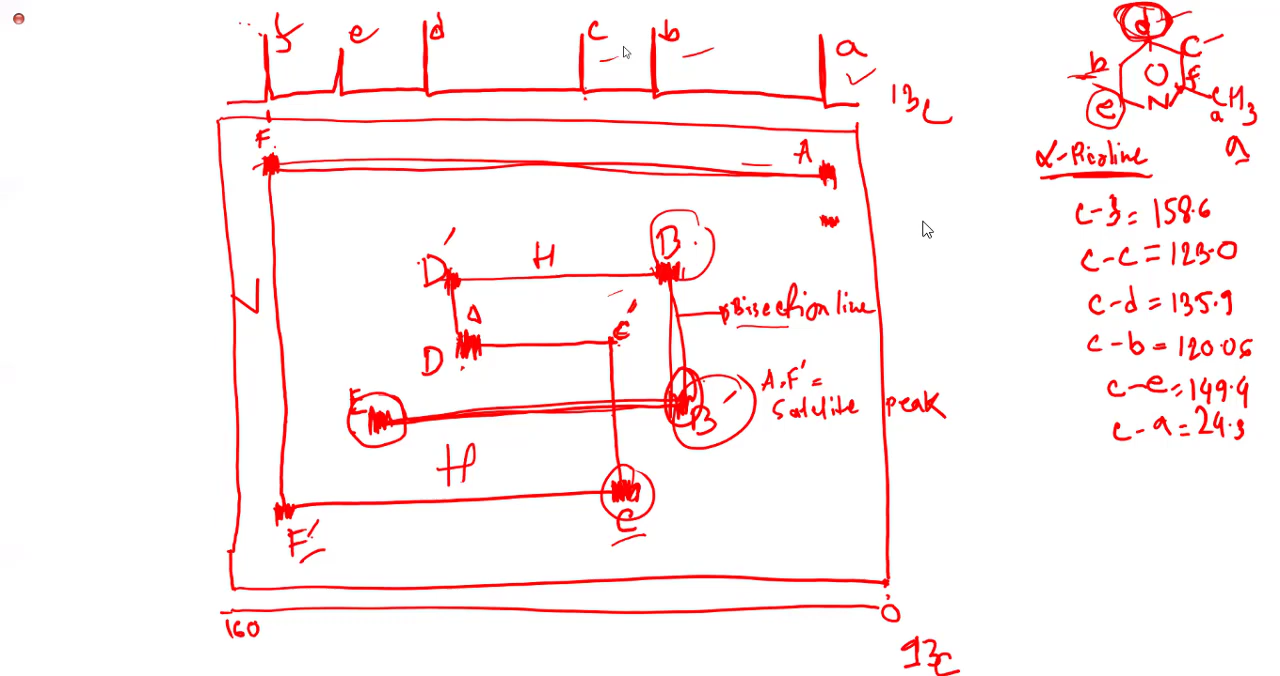 f e d c b a
13C
F A
D' H B
D C'
Bisection line
E B'
A, F' =
Satelite peak
H
F' C
160 0
13C
d
b C
O f
e N CH3
a
α-Picoline a
C-f = 158.6
C-C = 123.0
C-d = 135.9
C-b = 120.05
C-e = 149.4
C-a = 24.3